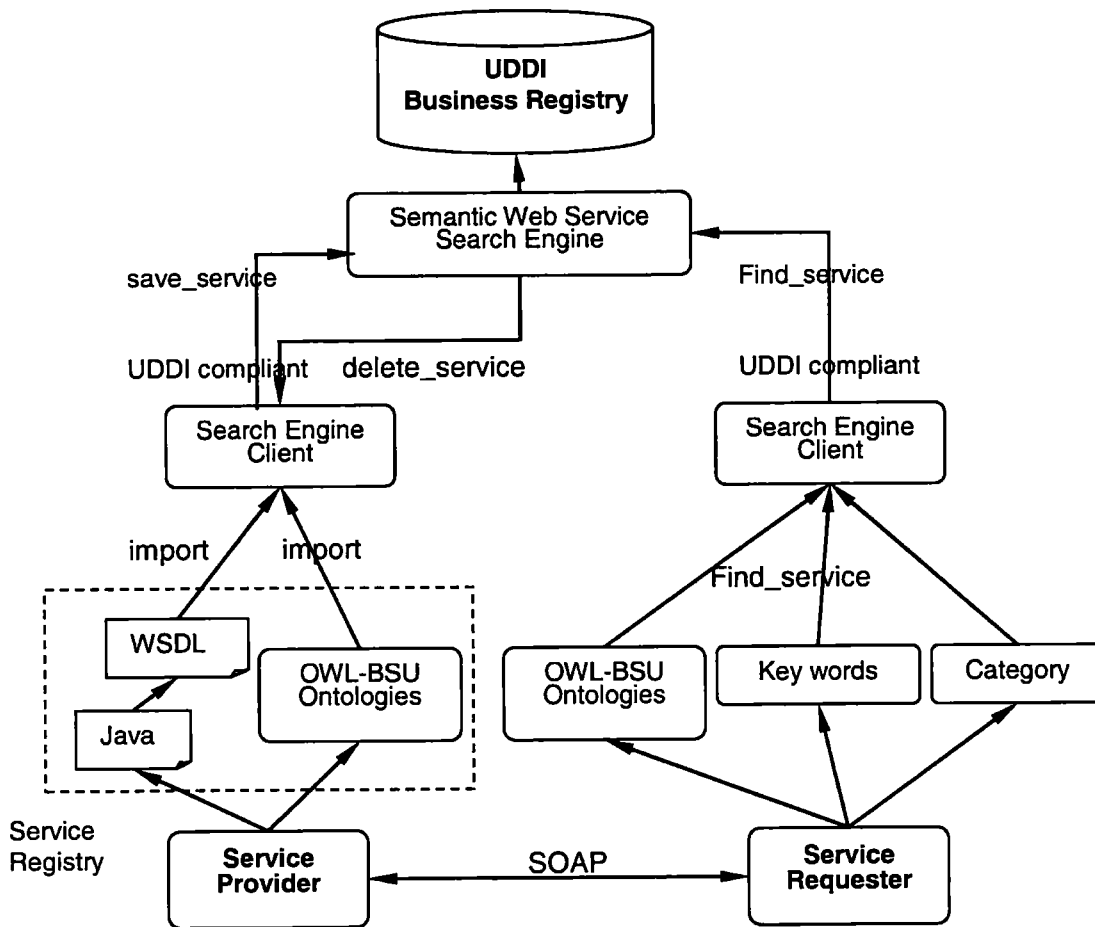 UDDI
Business Registry
Semantic Web Service
Search Engine
save_service
Find_service
UDDI compliant
delete_service
UDDI compliant
Search Engine
Client
Search Engine
Client
import
import
Find_service
WSDL
OWL-BSU
Ontologies
OWL-BSU
Ontologies
Key words
Category
Java
Service
Registry
Service
Provider
SOAP
Service
Requester